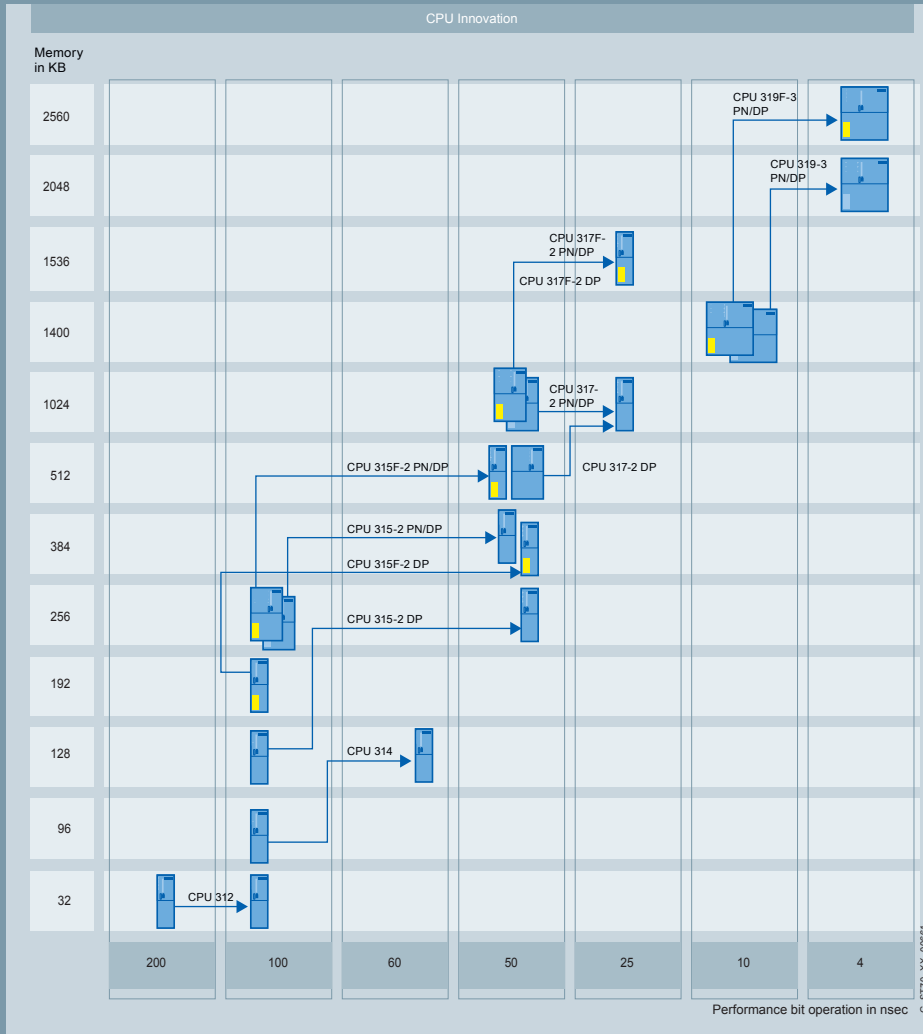 CPU Innovation
Memory
in KB
2560
CPU 319F-3
PN/DP
2048
CPU 319-3
PN/DP
1536
CPU 317F-
2 PN/DP
CPU 317F-2 DP
1400
1024
CPU 317-
2 PN/DP
512
CPU 315F-2 PN/DP
CPU 317-2 DP
384
CPU 315-2 PN/DP
CPU 315F-2 DP
256
CPU 315-2 DP
192
128
CPU 314
96
32
CPU 312
200
100
60
50
25
10
4
Performance bit operation in nsec